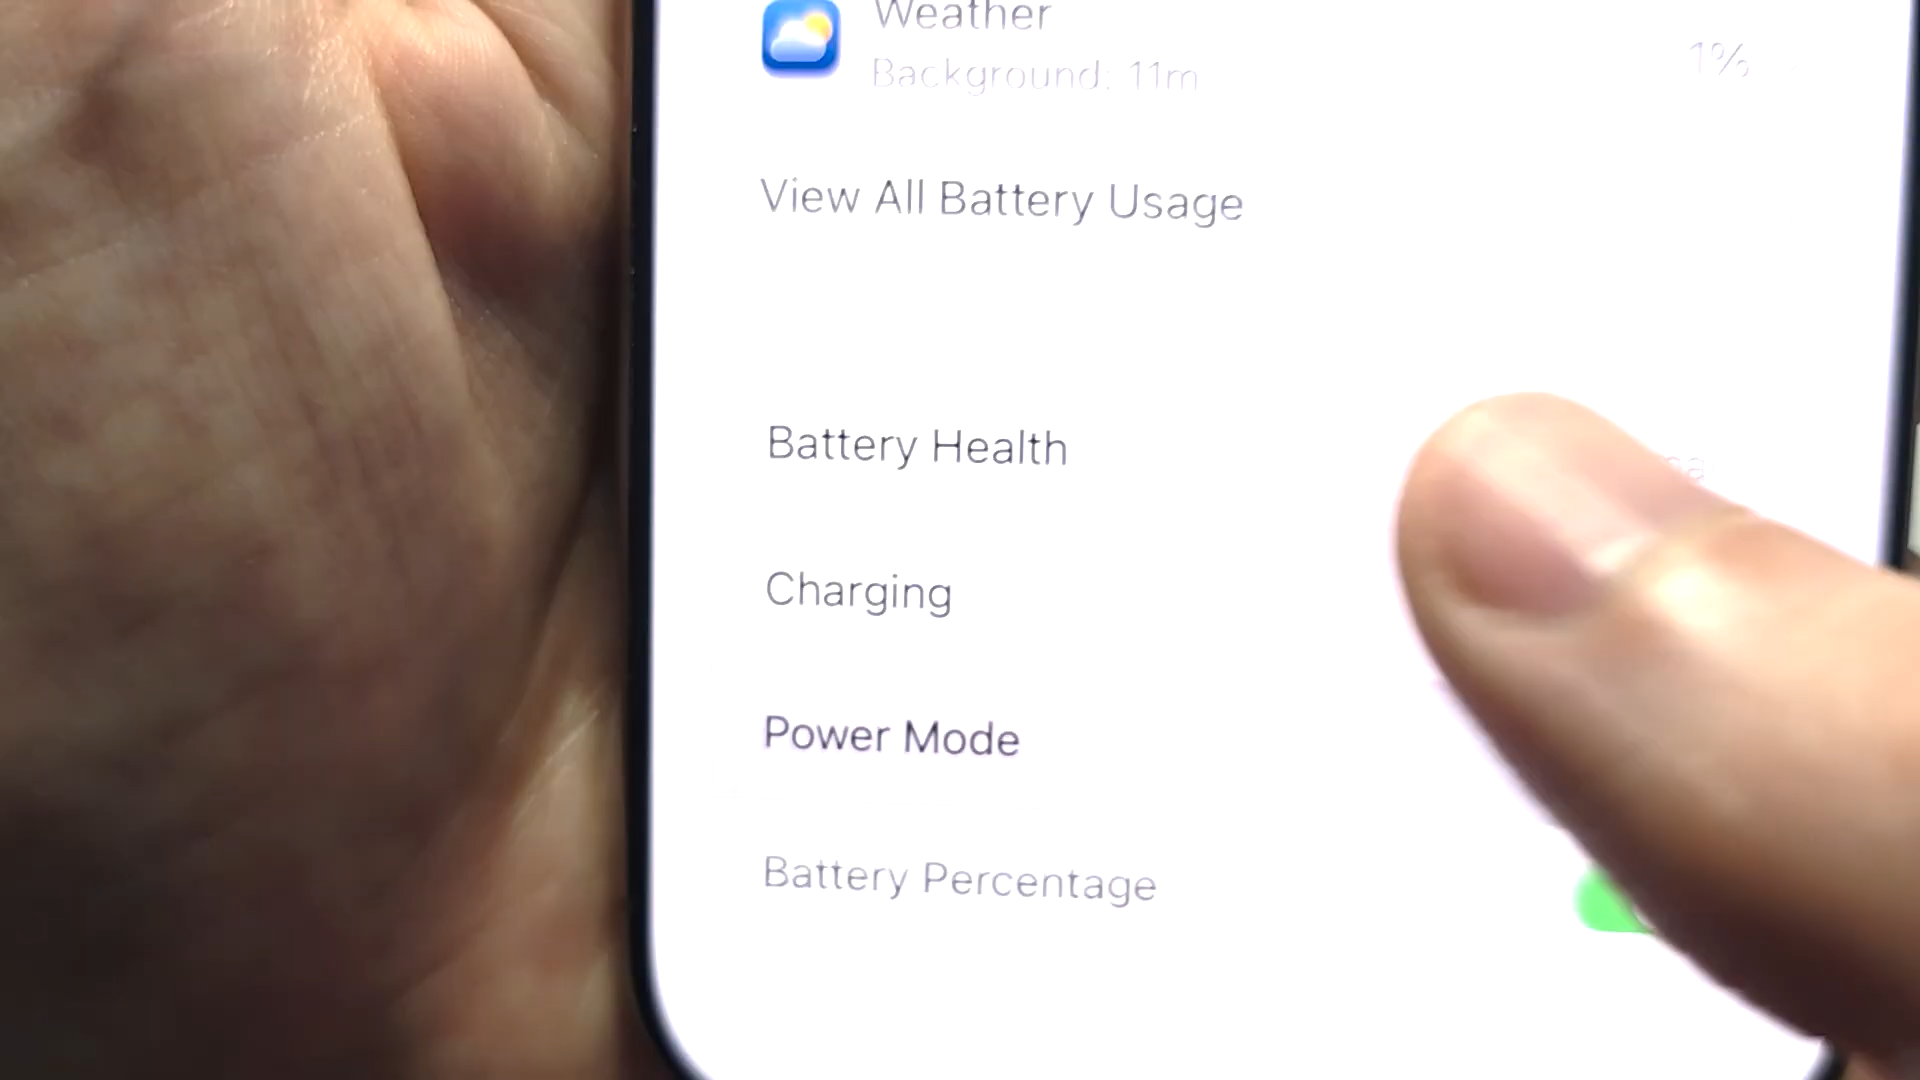 Weather
Background: 11m
1%
View All Battery Usage
Battery Health
Charging
Power Mode
Battery Percentage